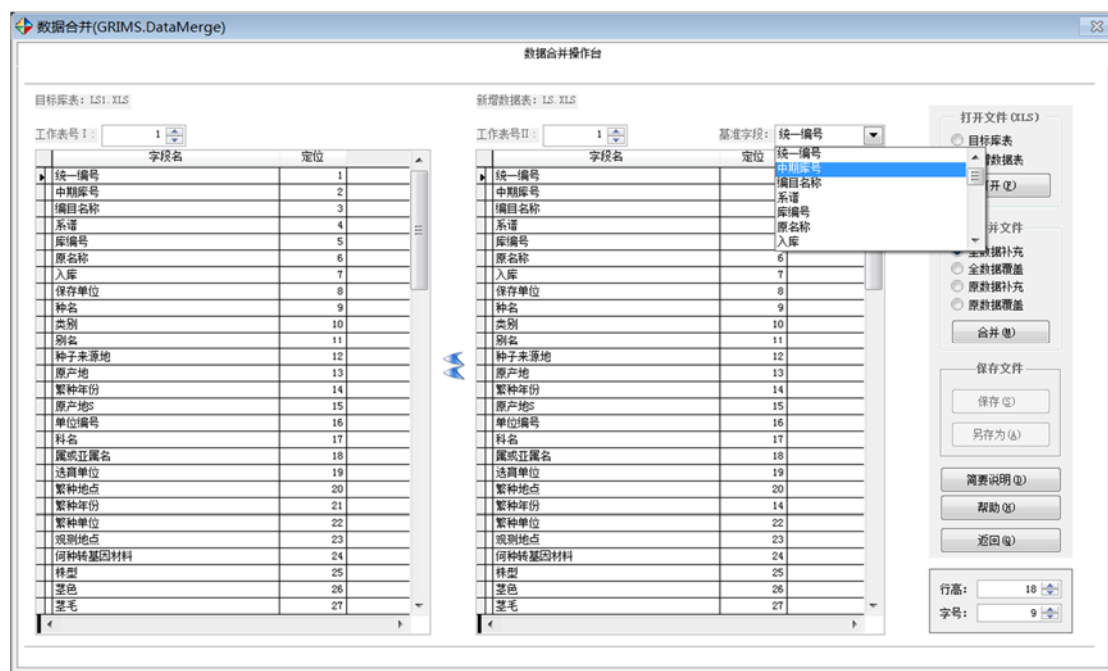 数据合并(GRIMS.DataMerge)
数据合并操作台
目标库表: LS1.XLS
新增数据表: LS.XLS
工作表号 I : 1
工作表号II: 1
基准字段: 统一编号
字段名 定位
统一编号 1
中期库号 2
编目名称 3
系谱 4
库编号 5
原名称 6
入库 7
保存单位 8
种名 9
类别 10
别名 11
种子来源地 12
原产地 13
繁种年份 14
原产地S 15
单位编号 16
科名 17
属或亚属名 18
选育单位 19
繁种地点 20
繁种年份 21
繁种单位 22
观测地点 23
何种转基因材料 24
株型 25
茎色 26
茎毛 27
字段名 定位
统一编号
中期库号
编目名称
系谱
库编号
原名称 6
入库 7
保存单位 8
种名 9
类别 10
别名 11
种子来源地 12
原产地 13
繁种年份 14
原产地S 15
单位编号 16
科名 17
属或亚属名 18
选育单位 19
繁种地点 20
繁种年份 14
繁种单位 22
观测地点 23
何种转基因材料 24
株型 25
茎色 26
茎毛 27
统一编号
中期库号
编目名称
系谱
库编号
原名称
入库
打开文件(XLS)
目标库表
增数据表
开(P)
并文件
全数据补充
全数据覆盖
原数据补充
原数据覆盖
合并(M)
保存文件
保存(S)
另存为(A)
简要说明(D)
帮助(H)
返回(Q)
行高: 18
字号: 9